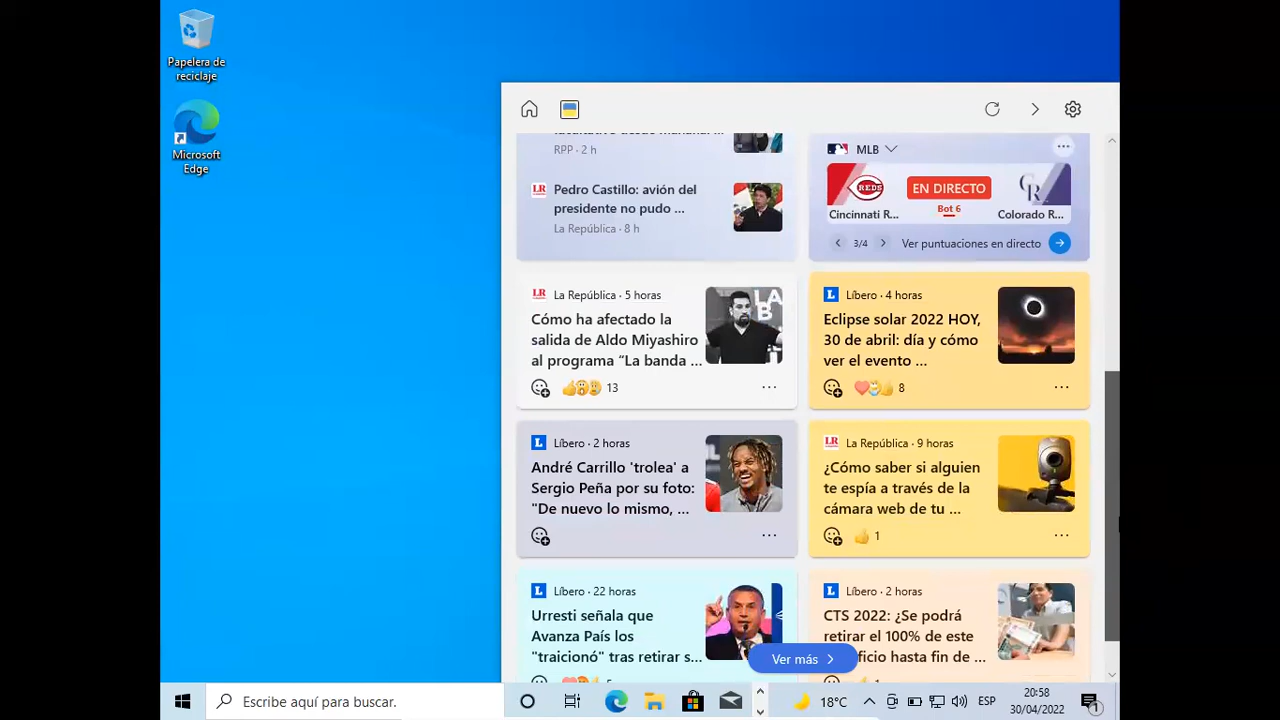 Papelera de
reciclaje
Microsoft
Edge
RPP · 2 h
LR
Pedro Castillo: avión del
presidente no pudo ...
La República · 8 h
MLB
REDS
EN DIRECTO
CR
Cincinnati R...
Bot 6
Colorado R...
3/4
Ver puntuaciones en directo
LR La República · 5 horas
Cómo ha afectado la
salida de Aldo Miyashiro
al programa “La banda ...
13
L Líbero · 4 horas
Eclipse solar 2022 HOY,
30 de abril: día y cómo
ver el evento ...
8
L Líbero · 2 horas
André Carrillo 'trolea' a
Sergio Peña por su foto:
"De nuevo lo mismo, ...
LR La República · 9 horas
¿Cómo saber si alguien
te espía a través de la
cámara web de tu ...
1
L Líbero · 22 horas
Urresti señala que
Avanza País los
"traicionó" tras retirar s...
L Líbero · 2 horas
CTS 2022: ¿Se podrá
retirar el 100% de este
ficio hasta fin de ...
Ver más
Escribe aquí para buscar.
18°C
ESP
20:58
30/04/2022
1